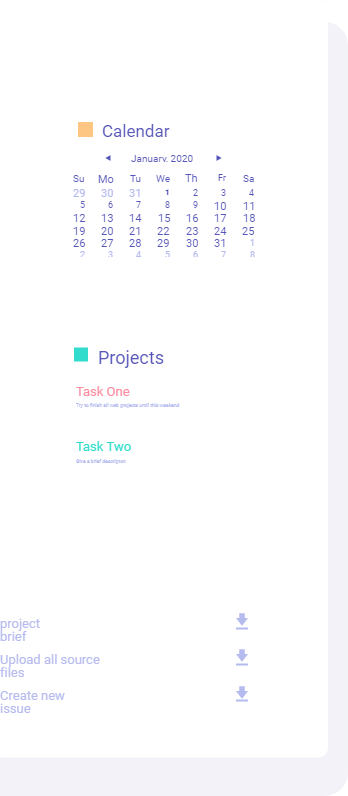 Calendar
January, 2020
Su Mo Tu We Th Fr Sa
29 30 31 1 2 3 4
5 6 7 8 9 10 11
12 13 14 15 16 17 18
19 20 21 22 23 24 25
26 27 28 29 30 31 1
2 3 4 5 6 7 8
Projects
Task One
Try to finish all web projects until this weekend
Task Two
Give a brief description
project
brief
Upload all source
files
Create new
issue